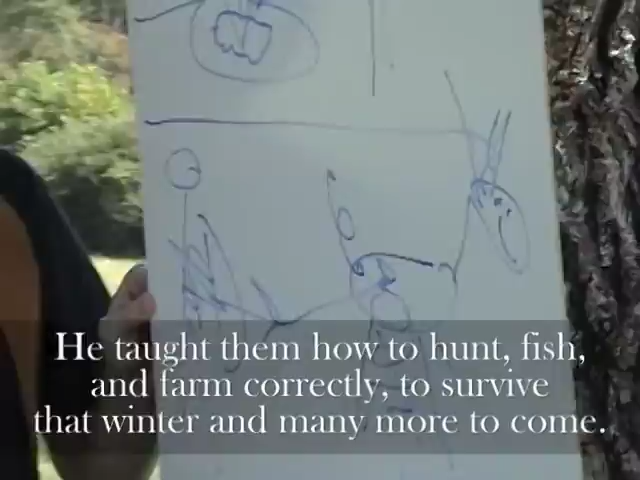 He taught them how to hunt, fish,
and farm correctly, to survive
that winter and many more to come.